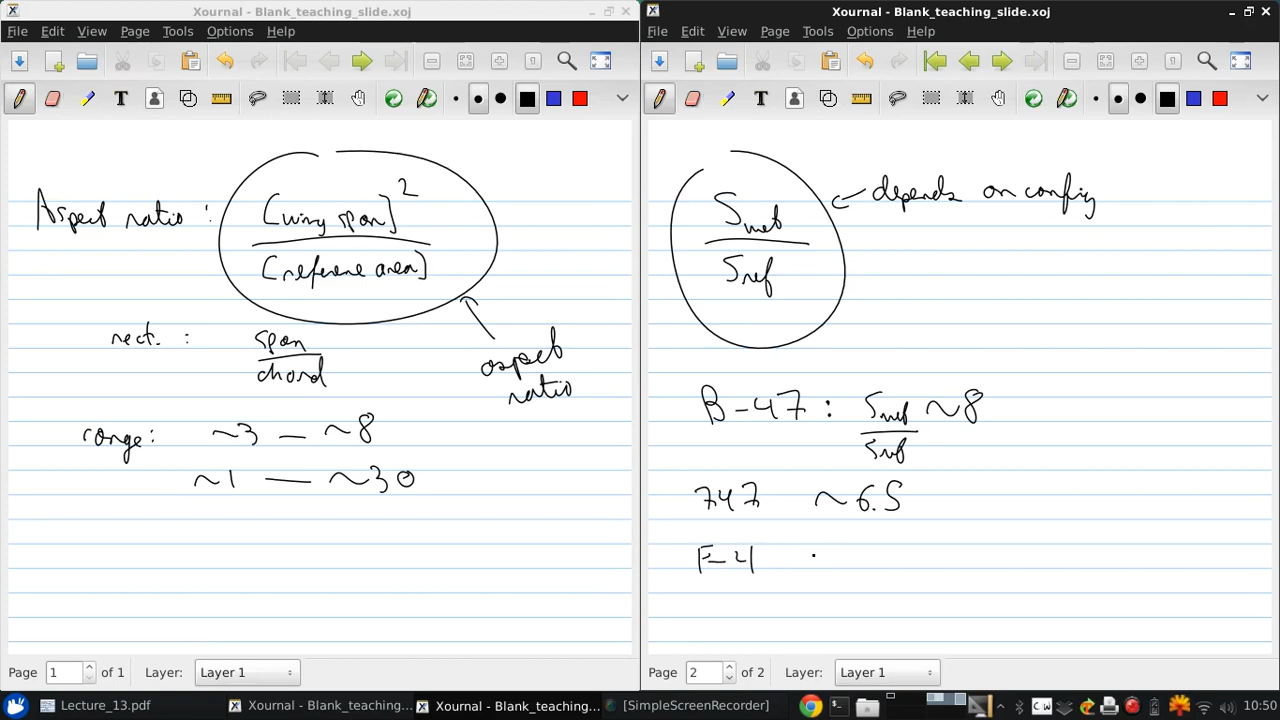 Xournal - Blank_teaching_slide.xoj
File Edit View Page Tools Options Help
Aspect ratio :
[wing span]²
[reference area]
rect. :
span
chord
aspect
ratio
range: ~3 — ~8
~1 — ~30
Page 1 of 1 Layer: Layer 1
Xournal - Blank_teaching_slide.xoj
File Edit View Page Tools Options Help
Swet
Sref
depends on config
B-47 : Swet ~8
Sref
747 ~6.5
F-4
Page 2 of 2 Layer: Layer 1
Lecture_13.pdf Xournal - Blank_teaching_... Xournal - Blank_teaching_... [SimpleScreenRecorder] 10:50